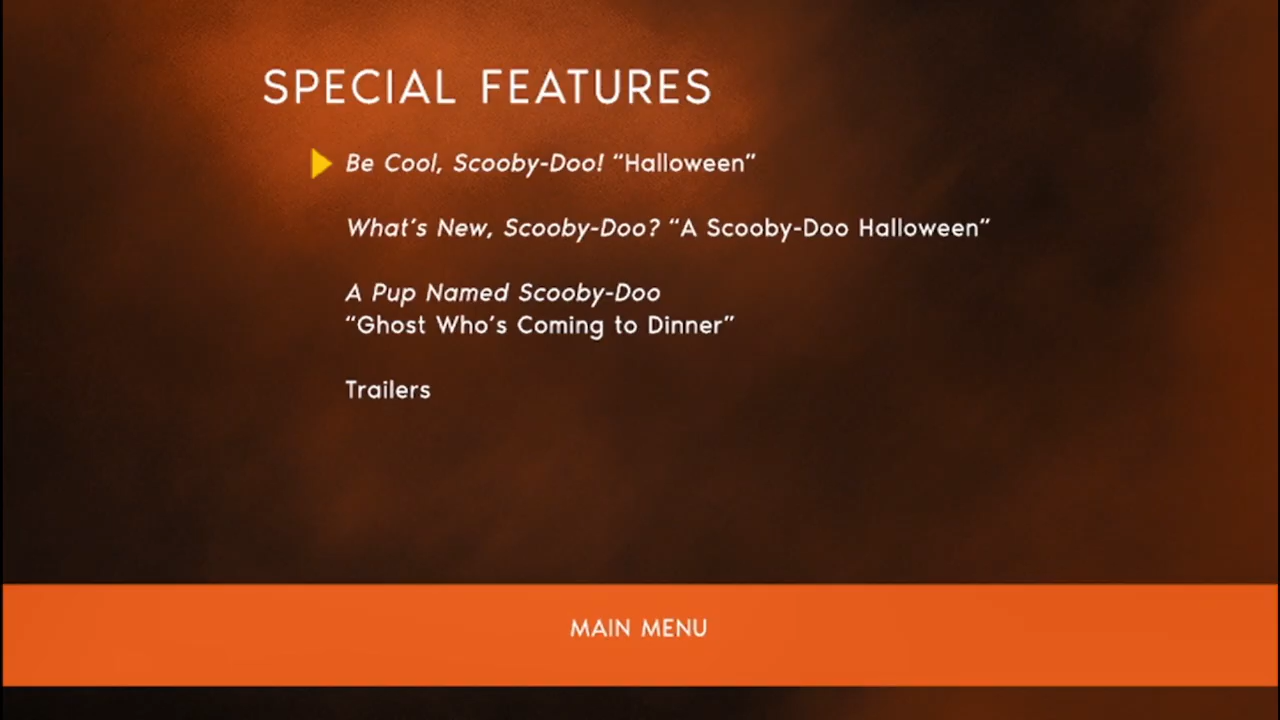 SPECIAL FEATURES
Be Cool, Scooby-Doo! “Halloween”
What’s New, Scooby-Doo? “A Scooby-Doo Halloween”
A Pup Named Scooby-Doo
“Ghost Who’s Coming to Dinner”
Trailers
MAIN MENU